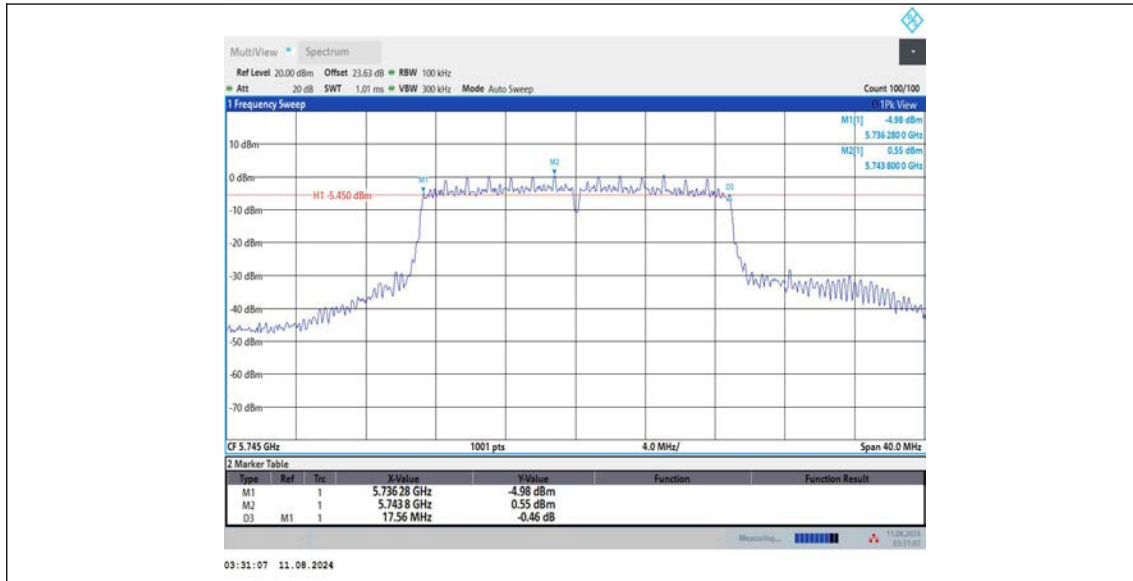 MultiView Spectrum
Ref Level 20.00 dBm Offset 23.63 dB RBW 100 kHz
Att 20 dB SWT 1.01 ms VBW 300 kHz Mode Auto Sweep Count 100/100
1 Frequency Sweep 1Pk View
M1[1] -4.98 dBm
5.736 280 0 GHz
M2[1] 0.55 dBm
5.743 800 0 GHz
10 dBm
M2
0 dBm
M1 D3
H1 -5.450 dBm
-10 dBm
-20 dBm
-30 dBm
-40 dBm
-50 dBm
-60 dBm
-70 dBm
CF 5.745 GHz 1001 pts 4.0 MHz/ Span 40.0 MHz
2 Marker Table
Type Ref Trc X-Value Y-Value Function Function Result
M1 1 5.736 28 GHz -4.98 dBm
M2 1 5.743 8 GHz 0.55 dBm
D3 M1 1 17.56 MHz -0.46 dB
Measuring... 11.08.2024
03:31:07
03:31:07 11.08.2024